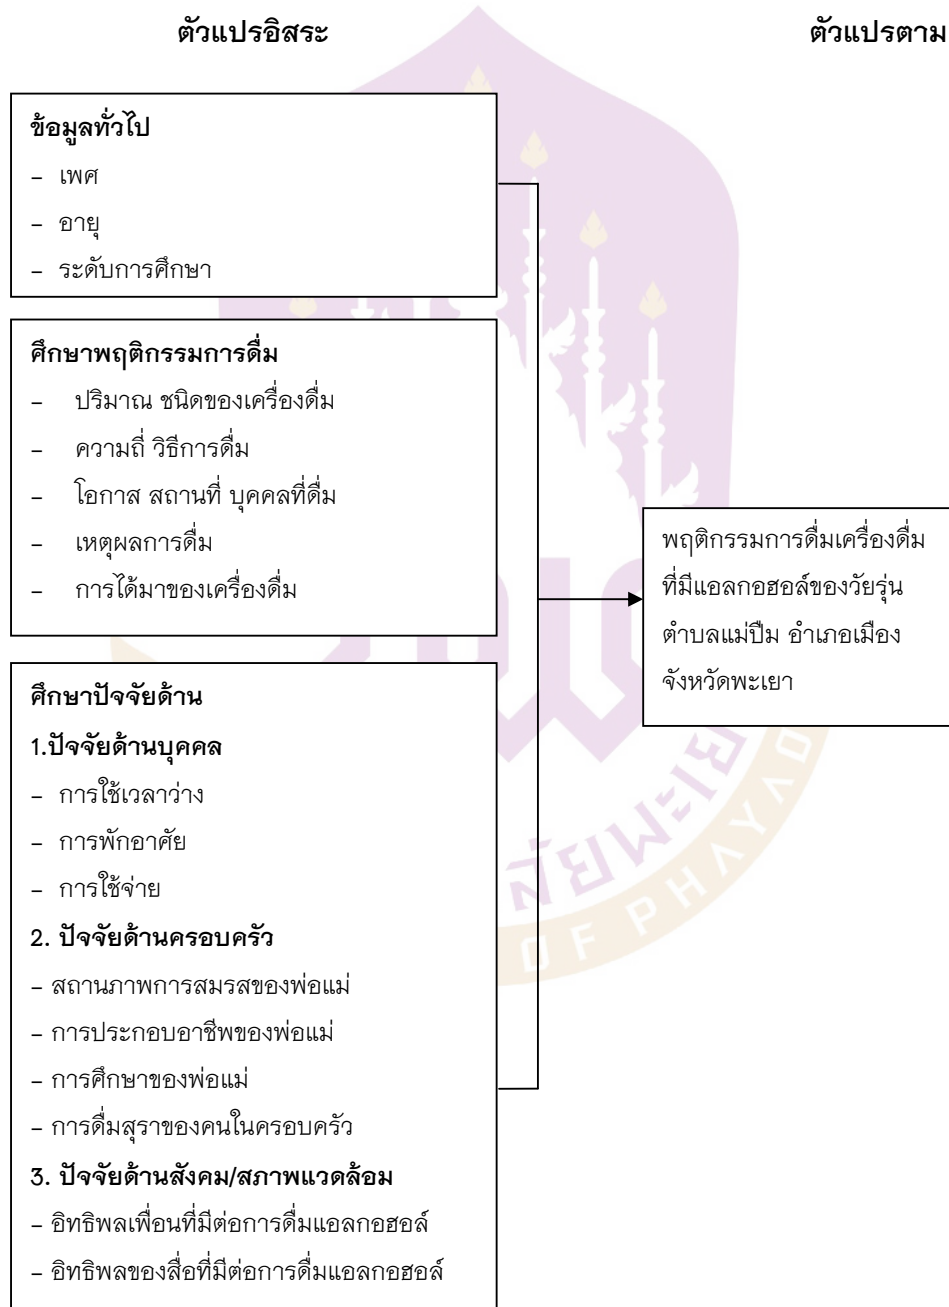 ตัวแปรอิสระ
ตัวแปรตาม
ข้อมูลทั่วไป
- เพศ
- อายุ
- ระดับการศึกษา
ศึกษาพฤติกรรมการดื่ม
- ปริมาณ ชนิดของเครื่องดื่ม
- ความถี่ วิธีการดื่ม
- โอกาส สถานที่ บุคคลที่ดื่ม
- เหตุผลการดื่ม
- การได้มาของเครื่องดื่ม
ศึกษาปัจจัยด้าน
1.ปัจจัยด้านบุคคล
- การใช้เวลาว่าง
- การพักอาศัย
- การใช้จ่าย
2. ปัจจัยด้านครอบครัว
- สถานภาพการสมรสของพ่อแม่
- การประกอบอาชีพของพ่อแม่
- การศึกษาของพ่อแม่
- การดื่มสุราของคนในครอบครัว
3. ปัจจัยด้านสังคม/สภาพแวดล้อม
- อิทธิพลเพื่อนที่มีต่อการดื่มแอลกอฮอล์
- อิทธิพลของสื่อที่มีต่อการดื่มแอลกอฮอล์
พฤติกรรมการดื่มเครื่องดื่ม
ที่มีแอลกอฮอล์ของวัยรุ่น
ตำบลแม่ปืม อำเภอเมือง
จังหวัดพะเยา
OF PHAYAO